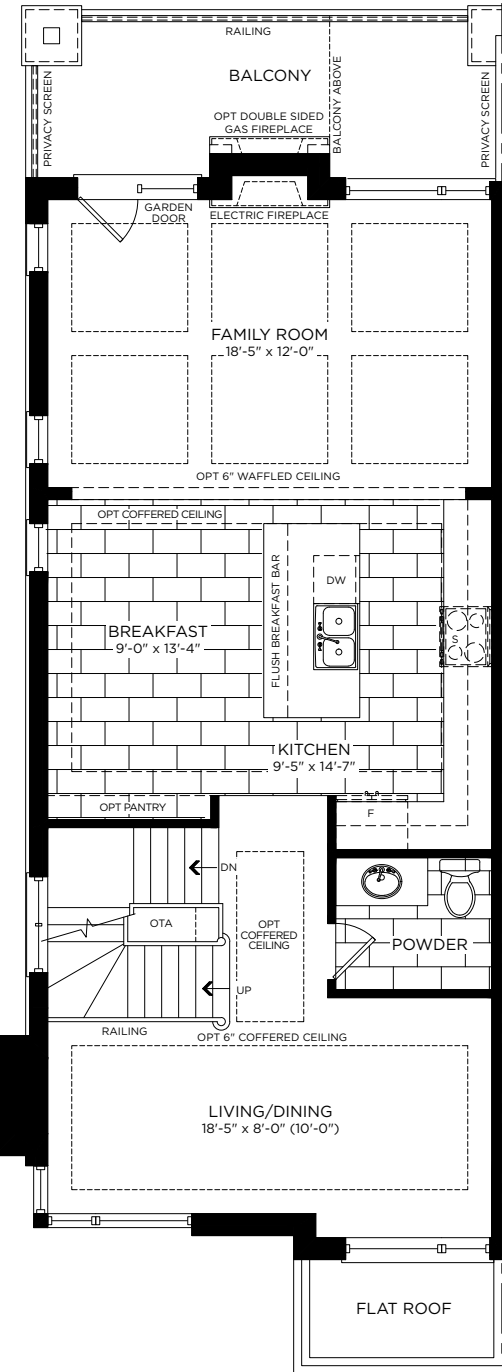 RAILING
BALCONY
PRIVACY SCREEN
BALCONY ABOVE
PRIVACY SCREEN
OPT DOUBLE SIDED
GAS FIREPLACE
GARDEN
DOOR
ELECTRIC FIREPLACE
FAMILY ROOM
18'-5" x 12'-0"
OPT 6" WAFFLED CEILING
OPT COFFERED CEILING
FLUSH BREAKFAST BAR
DW
BREAKFAST
9'-0" x 13'-4"
S
KITCHEN
9'-5" x 14'-7"
OPT PANTRY
F
DN
OTA
OPT
COFFERED
CEILING
POWDER
UP
RAILING
OPT 6" COFFERED CEILING
LIVING/DINING
18'-5" x 8'-0" (10'-0")
FLAT ROOF